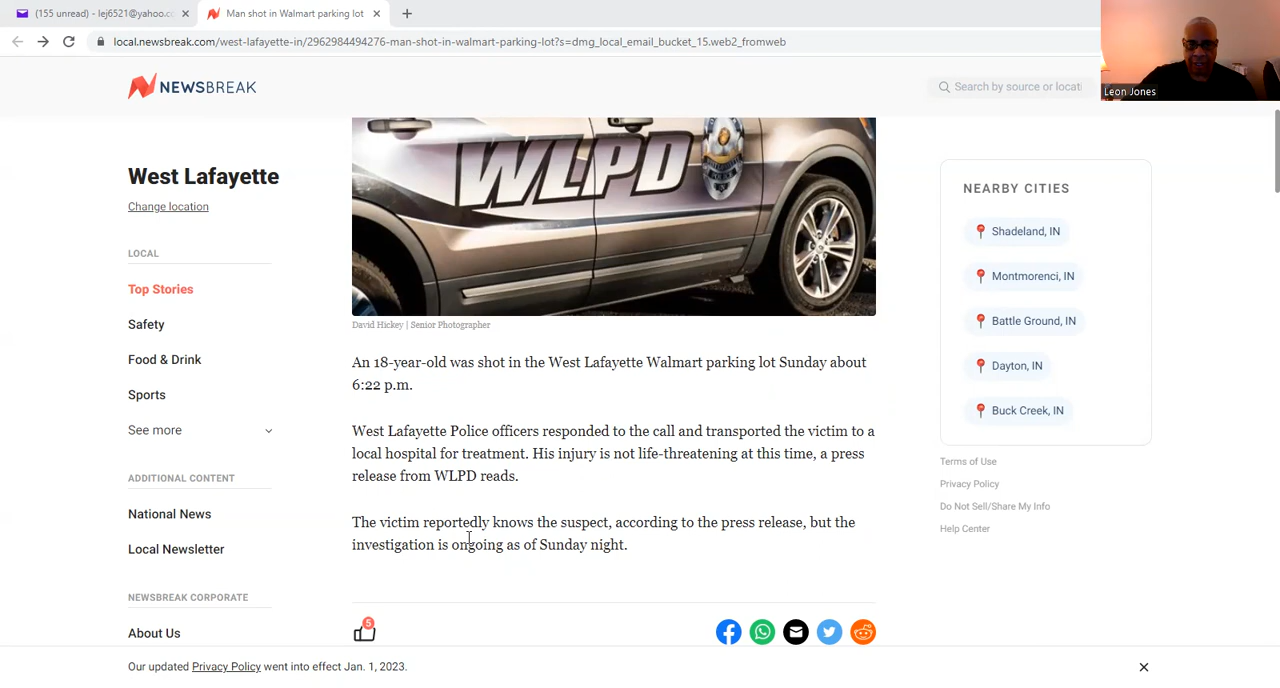 (155 unread) - lej6521@yahoo.co
Man shot in Walmart parking lot
local.newsbreak.com/west-lafayette-in/2962984494276-man-shot-in-walmart-parking-lot?s=dmg_local_email_bucket_15.web2_fromweb
Leon Jones
NEWSBREAK
Search by source or locati
West Lafayette
Change location
LOCAL
Top Stories
Safety
Food & Drink
Sports
See more
ADDITIONAL CONTENT
National News
Local Newsletter
NEWSBREAK CORPORATE
About Us
WLPD
David Hickey | Senior Photographer
An 18-year-old was shot in the West Lafayette Walmart parking lot Sunday about
6:22 p.m.
West Lafayette Police officers responded to the call and transported the victim to a
local hospital for treatment. His injury is not life-threatening at this time, a press
release from WLPD reads.
The victim reportedly knows the suspect, according to the press release, but the
investigation is ongoing as of Sunday night.
5
NEARBY CITIES
Shadeland, IN
Montmorenci, IN
Battle Ground, IN
Dayton, IN
Buck Creek, IN
Terms of Use
Privacy Policy
Do Not Sell/Share My Info
Help Center
Our updated Privacy Policy went into effect Jan. 1, 2023.